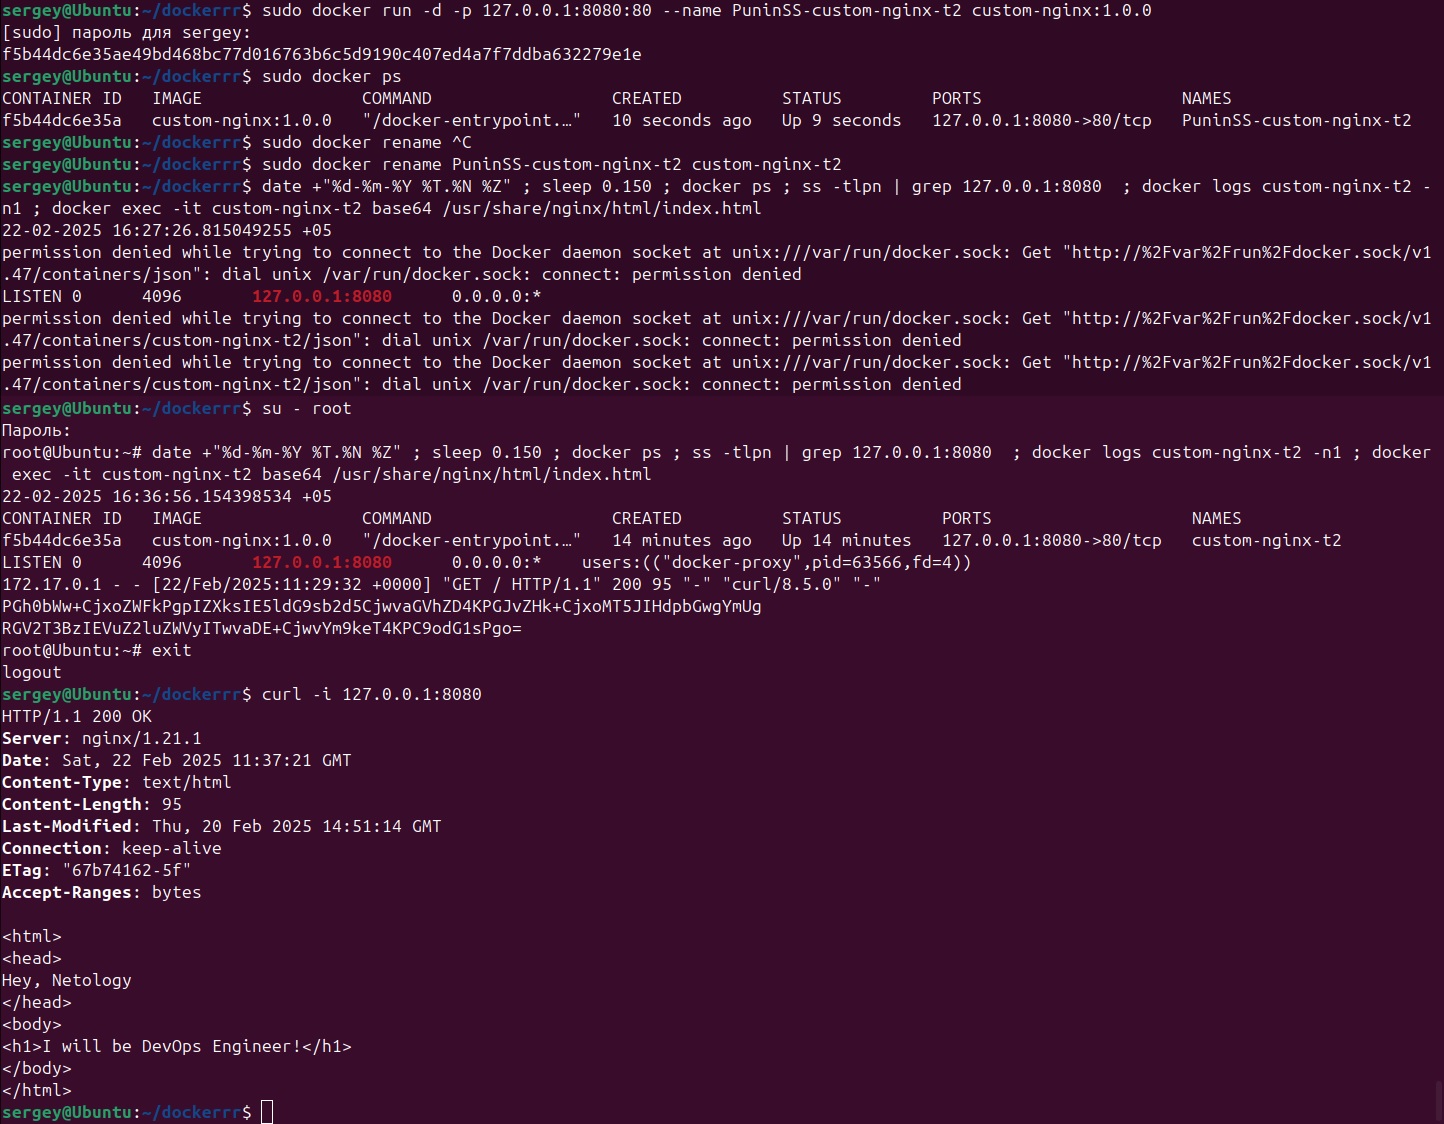 sergey@Ubuntu:~/dockerrr$ sudo docker run -d -p 127.0.0.1:8080:80 --name PuninSS-custom-nginx-t2 custom-nginx:1.0.0
[sudo] пароль для sergey:
f5b44dc6e35ae49bd468bc77d016763b6c5d9190c407ed4a7f7ddba632279e1e
sergey@Ubuntu:~/dockerrr$ sudo docker ps
CONTAINER ID   IMAGE                COMMAND                  CREATED          STATUS         PORTS                    NAMES
f5b44dc6e35a   custom-nginx:1.0.0   "/docker-entrypoint.…"   10 seconds ago   Up 9 seconds   127.0.0.1:8080->80/tcp   PuninSS-custom-nginx-t2
sergey@Ubuntu:~/dockerrr$ sudo docker rename ^C
sergey@Ubuntu:~/dockerrr$ sudo docker rename PuninSS-custom-nginx-t2 custom-nginx-t2
sergey@Ubuntu:~/dockerrr$ date +"%d-%m-%Y %T.%N %Z" ; sleep 0.150 ; docker ps ; ss -tlpn | grep 127.0.0.1:8080  ; docker logs custom-nginx-t2 -
n1 ; docker exec -it custom-nginx-t2 base64 /usr/share/nginx/html/index.html
22-02-2025 16:27:26.815049255 +05
permission denied while trying to connect to the Docker daemon socket at unix:///var/run/docker.sock: Get "http://%2Fvar%2Frun%2Fdocker.sock/v1
.47/containers/json": dial unix /var/run/docker.sock: connect: permission denied
LISTEN 0      4096       127.0.0.1:8080      0.0.0.0:*
permission denied while trying to connect to the Docker daemon socket at unix:///var/run/docker.sock: Get "http://%2Fvar%2Frun%2Fdocker.sock/v1
.47/containers/custom-nginx-t2/json": dial unix /var/run/docker.sock: connect: permission denied
permission denied while trying to connect to the Docker daemon socket at unix:///var/run/docker.sock: Get "http://%2Fvar%2Frun%2Fdocker.sock/v1
.47/containers/custom-nginx-t2/json": dial unix /var/run/docker.sock: connect: permission denied
sergey@Ubuntu:~/dockerrr$ su - root
Пароль:
root@Ubuntu:~# date +"%d-%m-%Y %T.%N %Z" ; sleep 0.150 ; docker ps ; ss -tlpn | grep 127.0.0.1:8080  ; docker logs custom-nginx-t2 -n1 ; docker
 exec -it custom-nginx-t2 base64 /usr/share/nginx/html/index.html
22-02-2025 16:36:56.154398534 +05
CONTAINER ID   IMAGE                COMMAND                  CREATED          STATUS          PORTS                    NAMES
f5b44dc6e35a   custom-nginx:1.0.0   "/docker-entrypoint.…"   14 minutes ago   Up 14 minutes   127.0.0.1:8080->80/tcp   custom-nginx-t2
LISTEN 0      4096       127.0.0.1:8080      0.0.0.0:*    users:(("docker-proxy",pid=63566,fd=4))
172.17.0.1 - - [22/Feb/2025:11:29:32 +0000] "GET / HTTP/1.1" 200 95 "-" "curl/8.5.0" "-"
PGh0bWw+CjxoZWFkPgpIZXksIE5ldG9sb2d5CjwvaGVhZD4KPGJvZHk+CjxoMT5JIHdpbGwgYmUg
RGV2T3BzIEVuZ2luZWVyITwvaDE+CjwvYm9keT4KPC9odG1sPgo=
root@Ubuntu:~# exit
logout
sergey@Ubuntu:~/dockerrr$ curl -i 127.0.0.1:8080
HTTP/1.1 200 OK
Server: nginx/1.21.1
Date: Sat, 22 Feb 2025 11:37:21 GMT
Content-Type: text/html
Content-Length: 95
Last-Modified: Thu, 20 Feb 2025 14:51:14 GMT
Connection: keep-alive
ETag: "67b74162-5f"
Accept-Ranges: bytes

<html>
<head>
Hey, Netology
</head>
<body>
<h1>I will be DevOps Engineer!</h1>
</body>
</html>
sergey@Ubuntu:~/dockerrr$